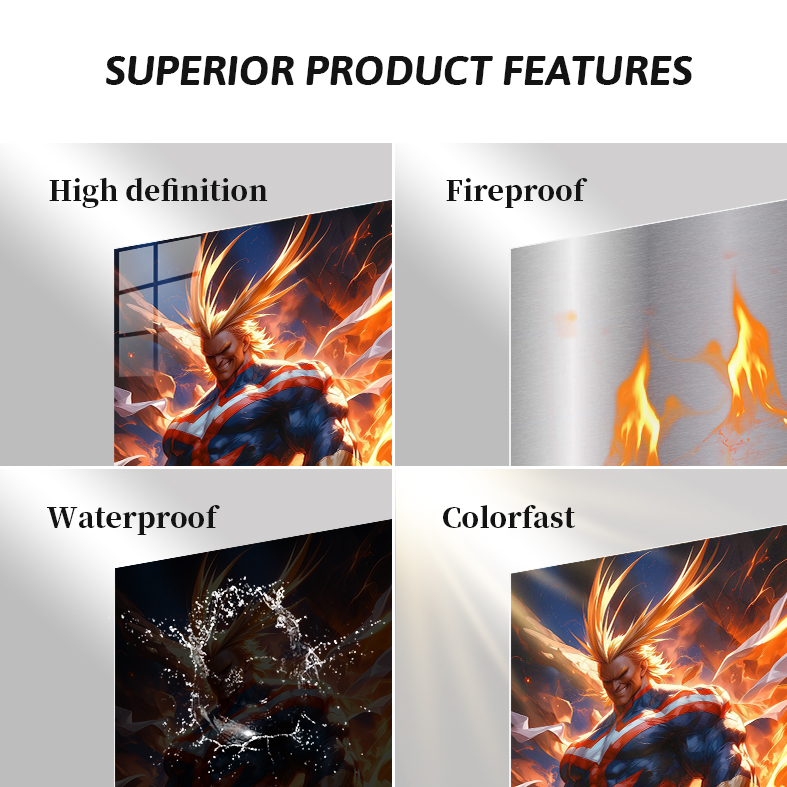 SUPERIOR PRODUCT FEATURES
High definition
Fireproof
Waterproof
Colorfast